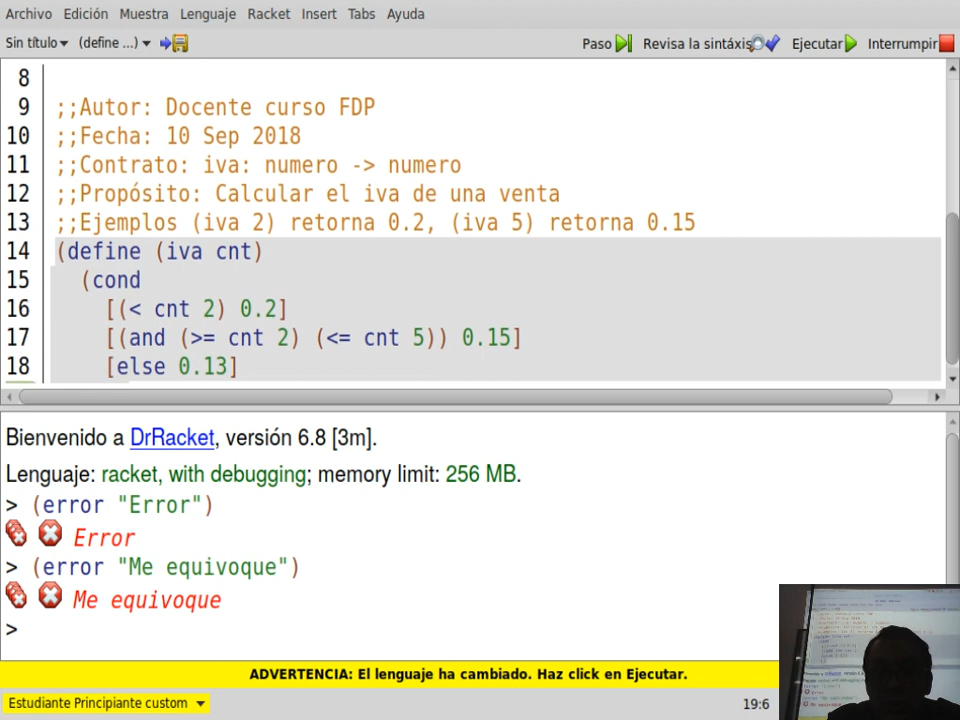 Archivo Edición Muestra Lenguaje Racket Insert Tabs Ayuda
Sin título (define ...) Paso Revisa la sintáxis Ejecutar Interrumpir
8
9 ;;Autor: Docente curso FDP
10 ;;Fecha: 10 Sep 2018
11 ;;Contrato: iva: numero -> numero
12 ;;Propósito: Calcular el iva de una venta
13 ;;Ejemplos (iva 2) retorna 0.2, (iva 5) retorna 0.15
14 (define (iva cnt)
15 (cond
16 [(< cnt 2) 0.2]
17 [(and (>= cnt 2) (<= cnt 5)) 0.15]
18 [else 0.13]
Bienvenido a DrRacket, versión 6.8 [3m].
Lenguaje: racket, with debugging; memory limit: 256 MB.
> (error "Error")
Error
> (error "Me equivoque")
Me equivoque
>
ADVERTENCIA: El lenguaje ha cambiado. Haz click en Ejecutar.
Estudiante Principiante custom 19:6